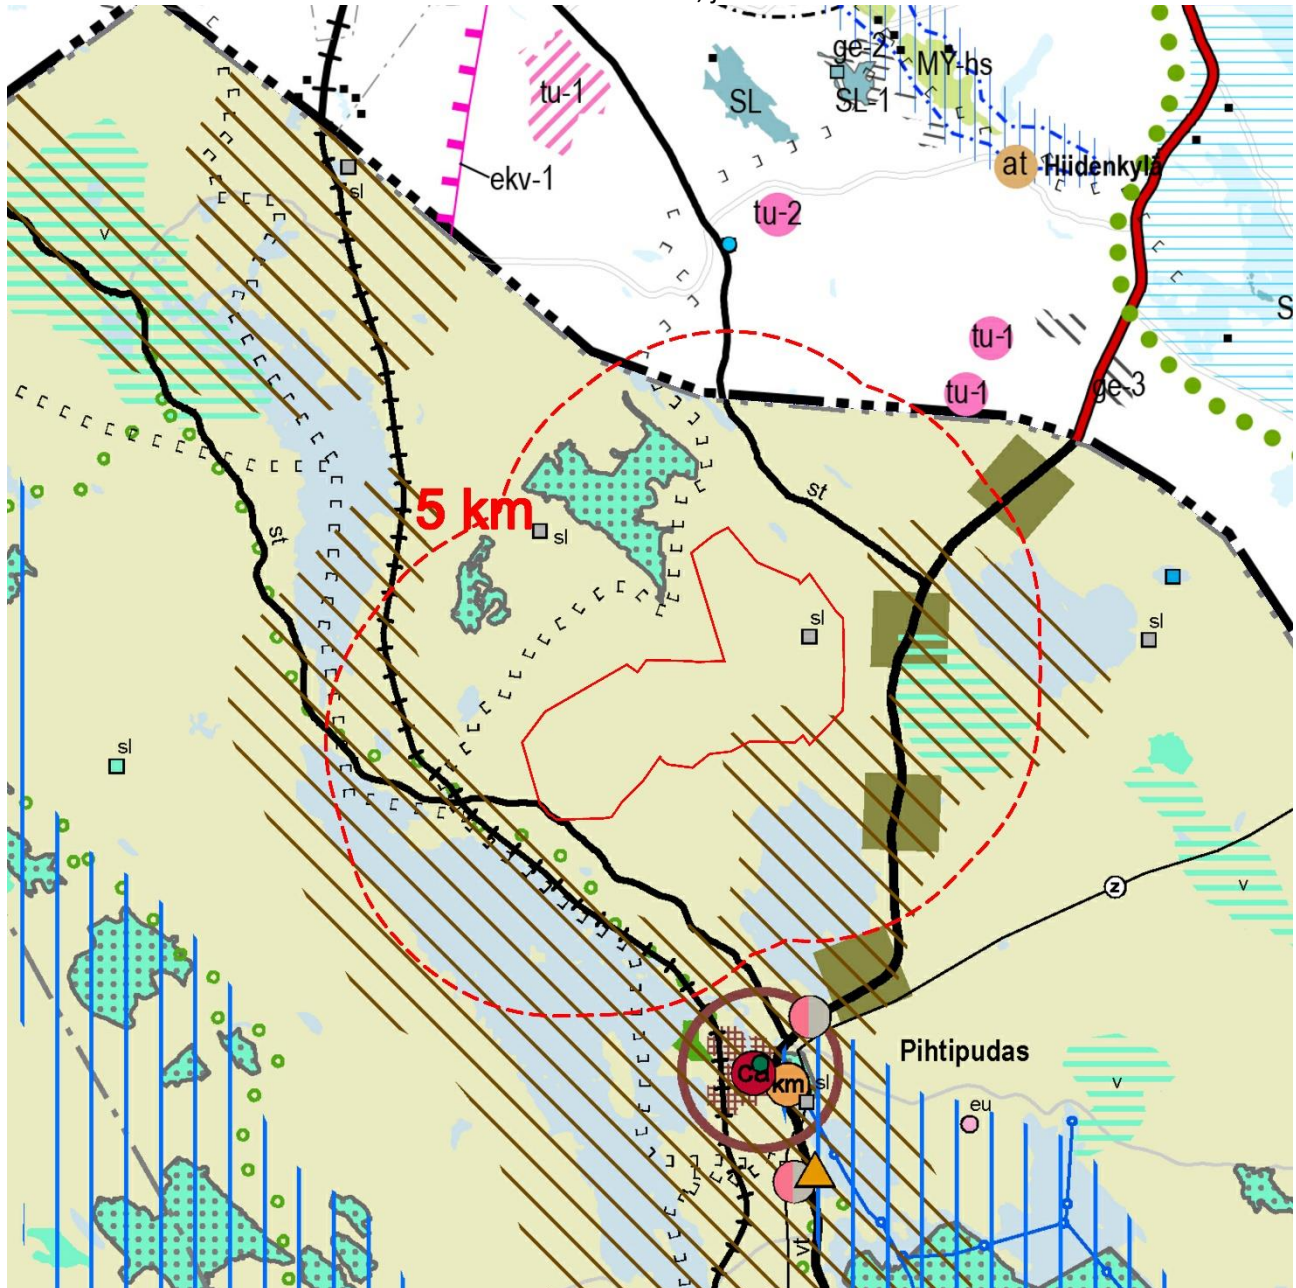 ge-2
MY-hs
tu-1
SL
SL-1
at
Hiidenkylä
ekv-1
sl
tu-2
v
S
tu-1
tu-1
ge-3
5 km
st
sl
st
sl
sl
sl
z
v
Pihtipudas
ca
km
sl
v
eu
vt